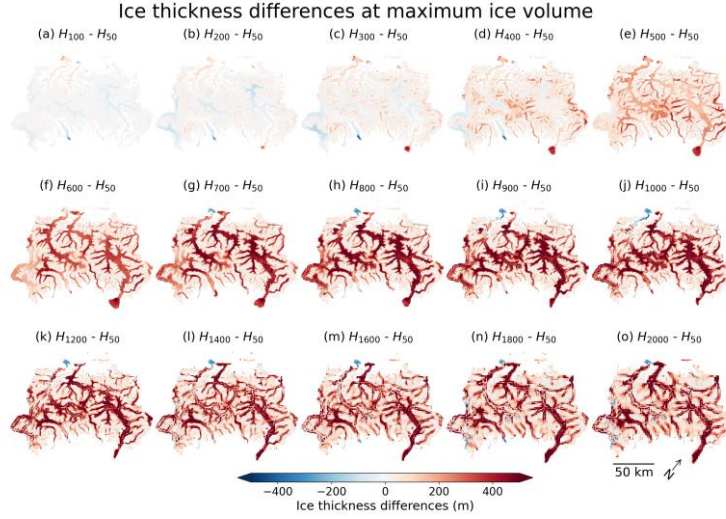 Ice thickness differences at maximum ice volume
(a) H₁₀₀ - H₅₀ (b) H₂₀₀ - H₅₀ (c) H₃₀₀ - H₅₀ (d) H₄₀₀ - H₅₀ (e) H₅₀₀ - H₅₀
(f) H₆₀₀ - H₅₀ (g) H₇₀₀ - H₅₀ (h) H₈₀₀ - H₅₀ (i) H₉₀₀ - H₅₀ (j) H₁₀₀₀ - H₅₀
(k) H₁₂₀₀ - H₅₀ (l) H₁₄₀₀ - H₅₀ (m) H₁₆₀₀ - H₅₀ (n) H₁₈₀₀ - H₅₀ (o) H₂₀₀₀ - H₅₀
50 km N
−400 −200 0 200 400
Ice thickness differences (m)